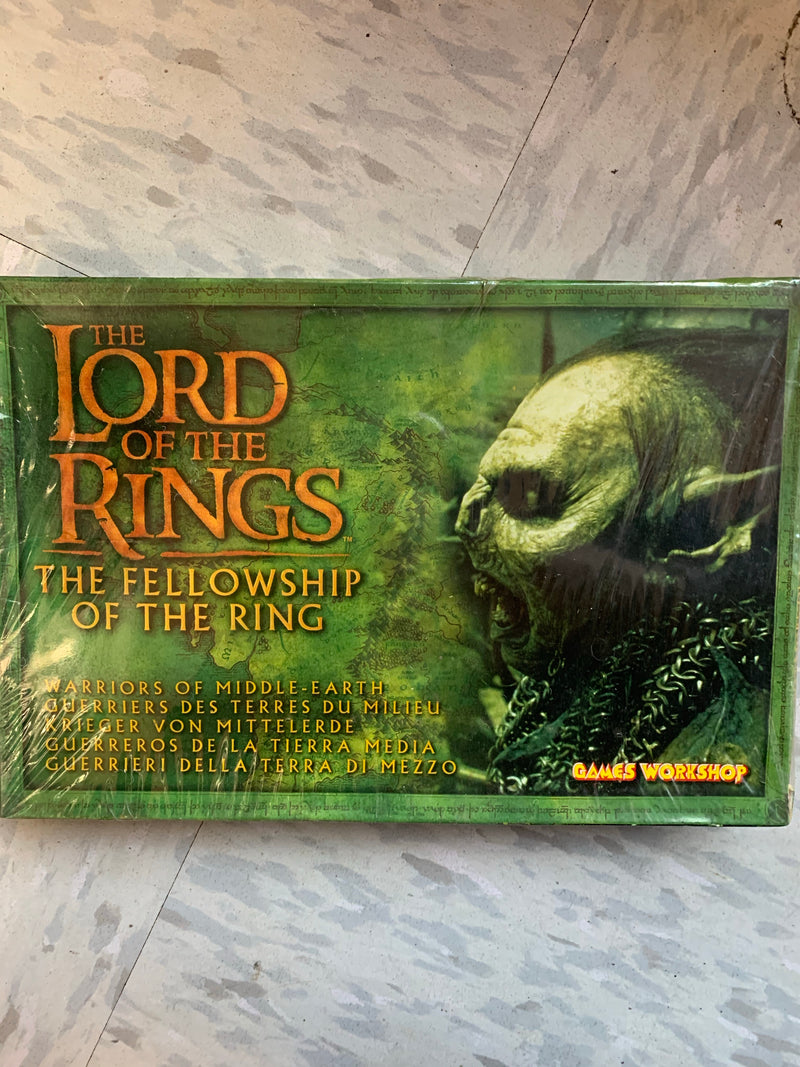 THE
LORD
OF THE
RINGS™
THE FELLOWSHIP
OF THE RING
WARRIORS OF MIDDLE-EARTH
GUERRIERS DES TERRES DU MILIEU
KRIEGER VON MITTELERDE
GUERREROS DE LA TIERRA MEDIA
GUERRIERI DELLA TERRA DI MEZZO
GAMES WORKSHOP